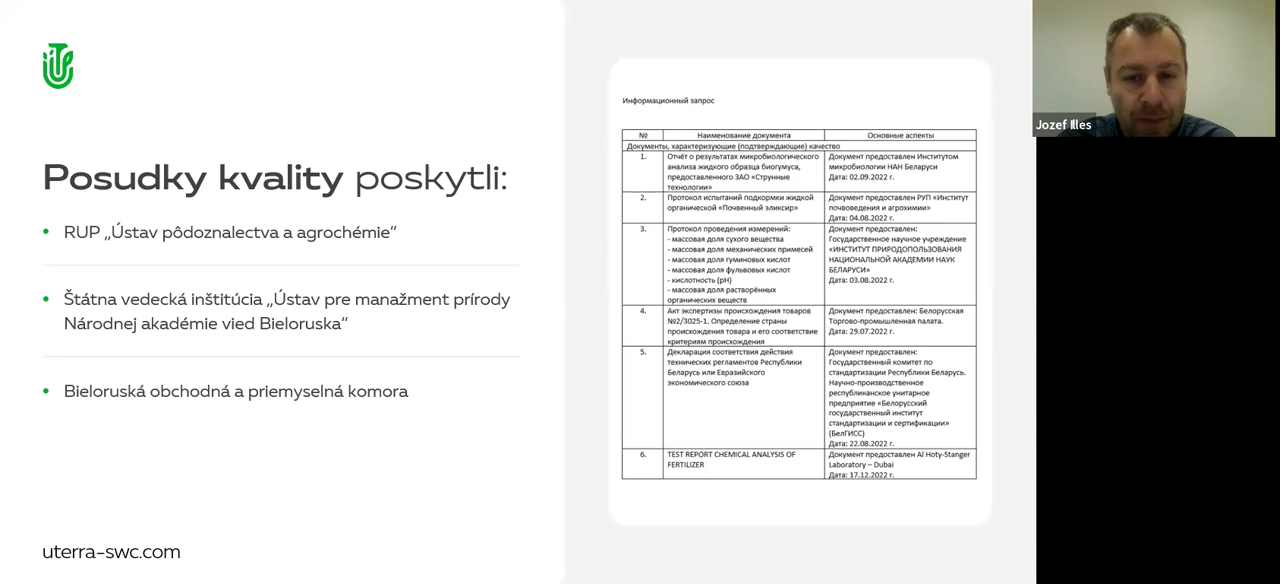 Posudky kvality poskytli:
RUP „Ústav pôdoznalectva a agrochémie“
Štátna vedecká inštitúcia „Ústav pre manažment prírody
Národnej akadémie vied Bieloruska“
Bieloruská obchodná a priemyselná komora
uterra-swc.com
Информационный запрос
№ Наименование документа Основные аспекты
Документы, характеризующие (подтверждающие) качество
1. Отчёт о результатах микробиологического Документ предоставлен Институтом
анализа жидкого образца биогумуса, микробиологии НАН Беларуси
предоставленного ЗАО «Струнные Дата: 02.09.2022 г.
технологии»
2. Протокол испытаний подкормки жидкой Документ предоставлен РУП «Институт
органической «Почвенный эликсир» почвоведения и агрохимии»
Дата: 04.08.2022 г.
3. Протокол проведения измерений: Документ предоставлен:
- массовая доля сухого вещества Государственное научное учреждение
- массовая доля механических примесей «ИНСТИТУТ ПРИРОДОПОЛЬЗОВАНИЯ
- массовая доля гуминовых кислот НАЦИОНАЛЬНОЙ АКАДЕМИИ НАУК
- массовая доля фульвовых кислот БЕЛАРУСИ»
- кислотность (pH) Дата: 03.08.2022 г.
- массовая доля растворённых
органических веществ
4. Акт экспертизы происхождения товаров Документ предоставлен: Белорусская
№2/3025-1. Определение страны Торгово-промышленная палата.
происхождения товара и его соответствие Дата: 29.07.2022 г.
критериям происхождения
5. Декларация соответствия действия Документ предоставлен:
технических регламентов Республики Государственный комитет по
Беларусь или Евразийского стандартизации Республики Беларусь.
экономического союза Научно-производственное
республиканское унитарное
предприятие «Белорусский
государственный институт
стандартизации и сертификации»
(БелГИСС)
Дата: 22.08.2022 г.
6. TEST REPORT CHEMICAL ANALYSIS OF Документ предоставлен Al Hoty-Stanger
FERTILIZER Laboratory – Dubai
Дата: 17.12.2022 г.
Jozef Illes